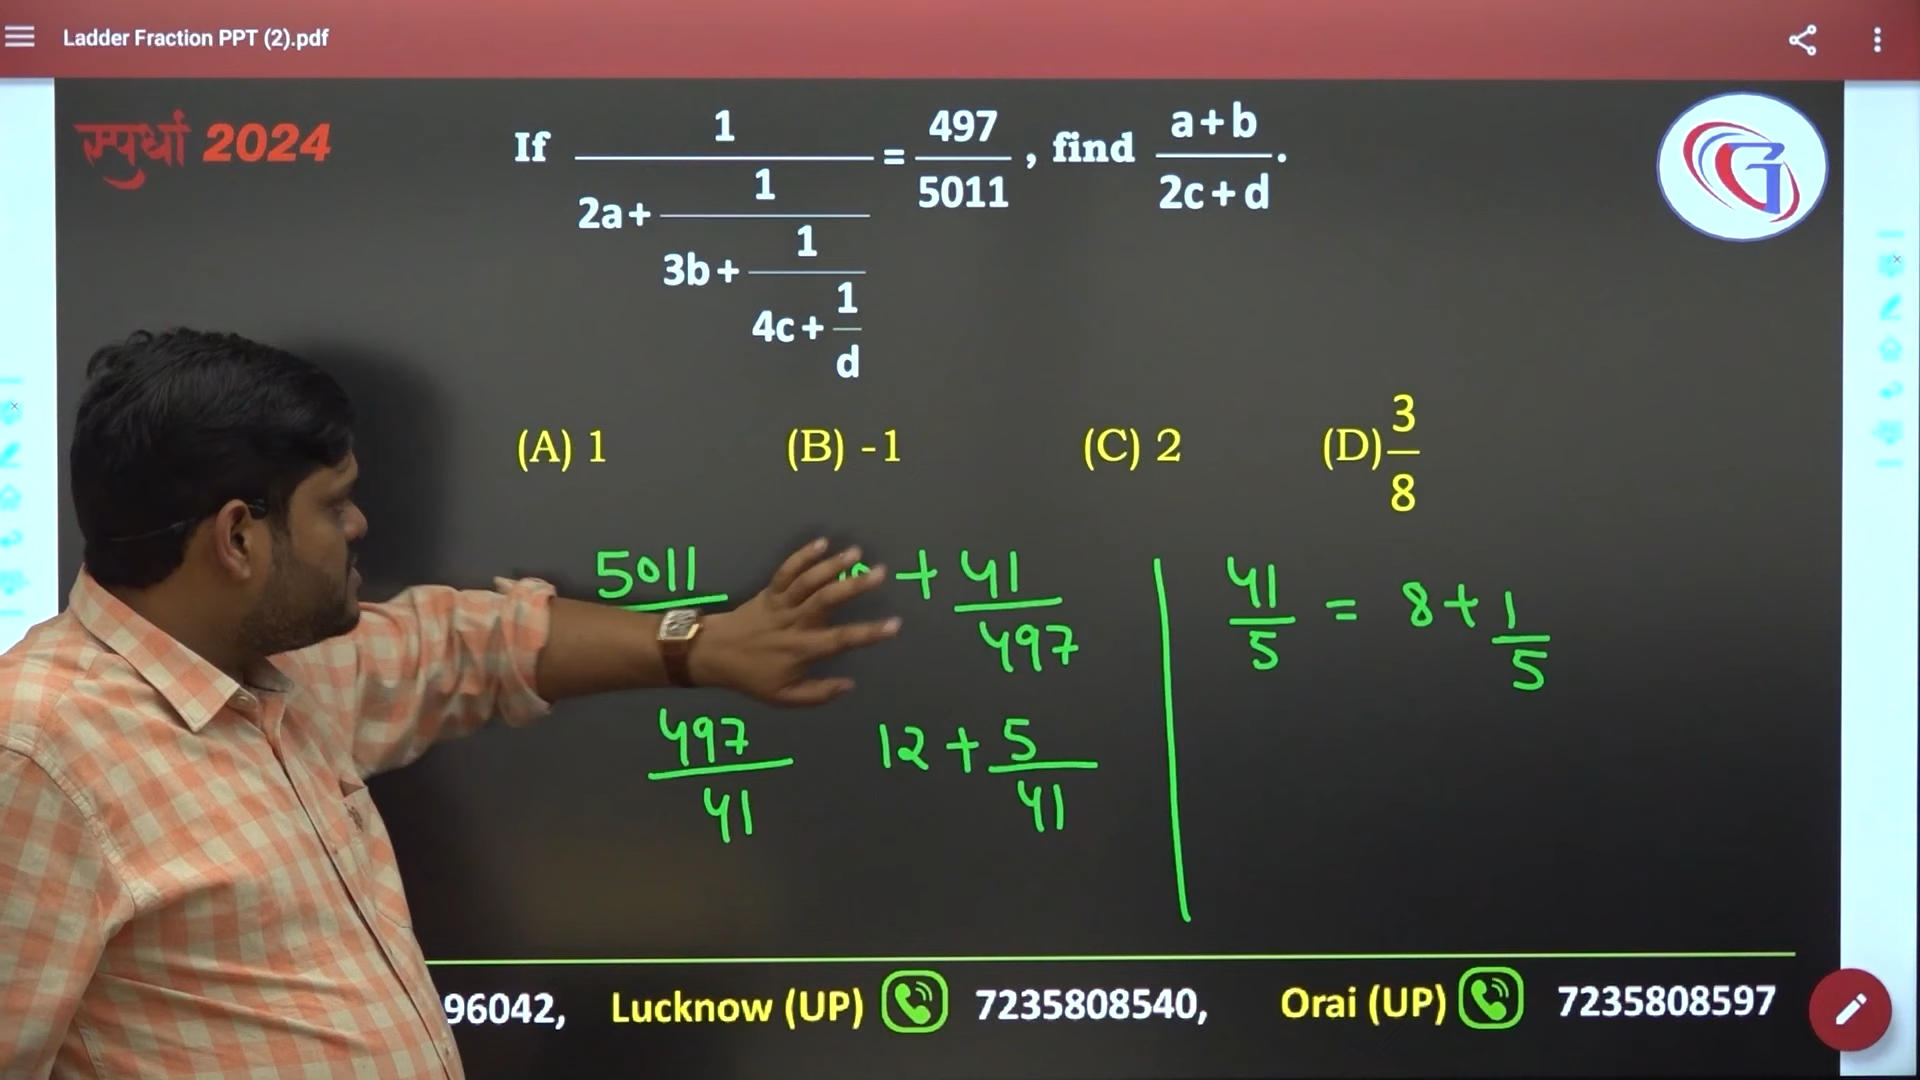 Ladder Fraction PPT (2).pdf
स्पर्धा 2024
If 1/(2a+1/(3b+1/(4c+1/d))) = 497/5011, find (a+b)/(2c+d).
(A) 1 (B) -1 (C) 2 (D) 3/8
5011 + 41/497
41/5 = 8+1/5
497/41 12+5/41
96042, Lucknow (UP) 7235808540, Orai (UP) 7235808597